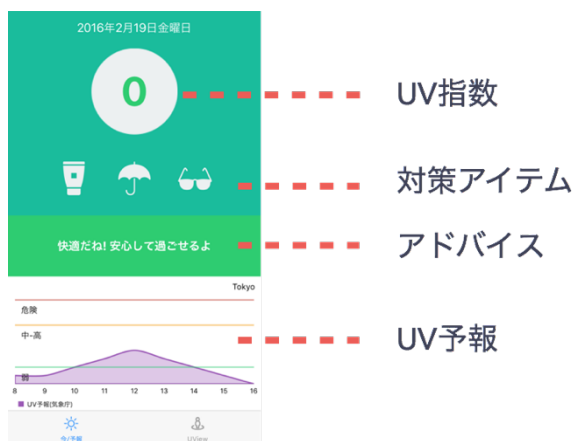 2016年2月19日金曜日
0
UV指数
対策アイテム
快適だね! 安心して過ごせるよ
アドバイス
Tokyo
危険
中-高
UV予報
弱
8 9 10 11 12 13 14 15 16
UV予報(気象庁)
今/予報
UView